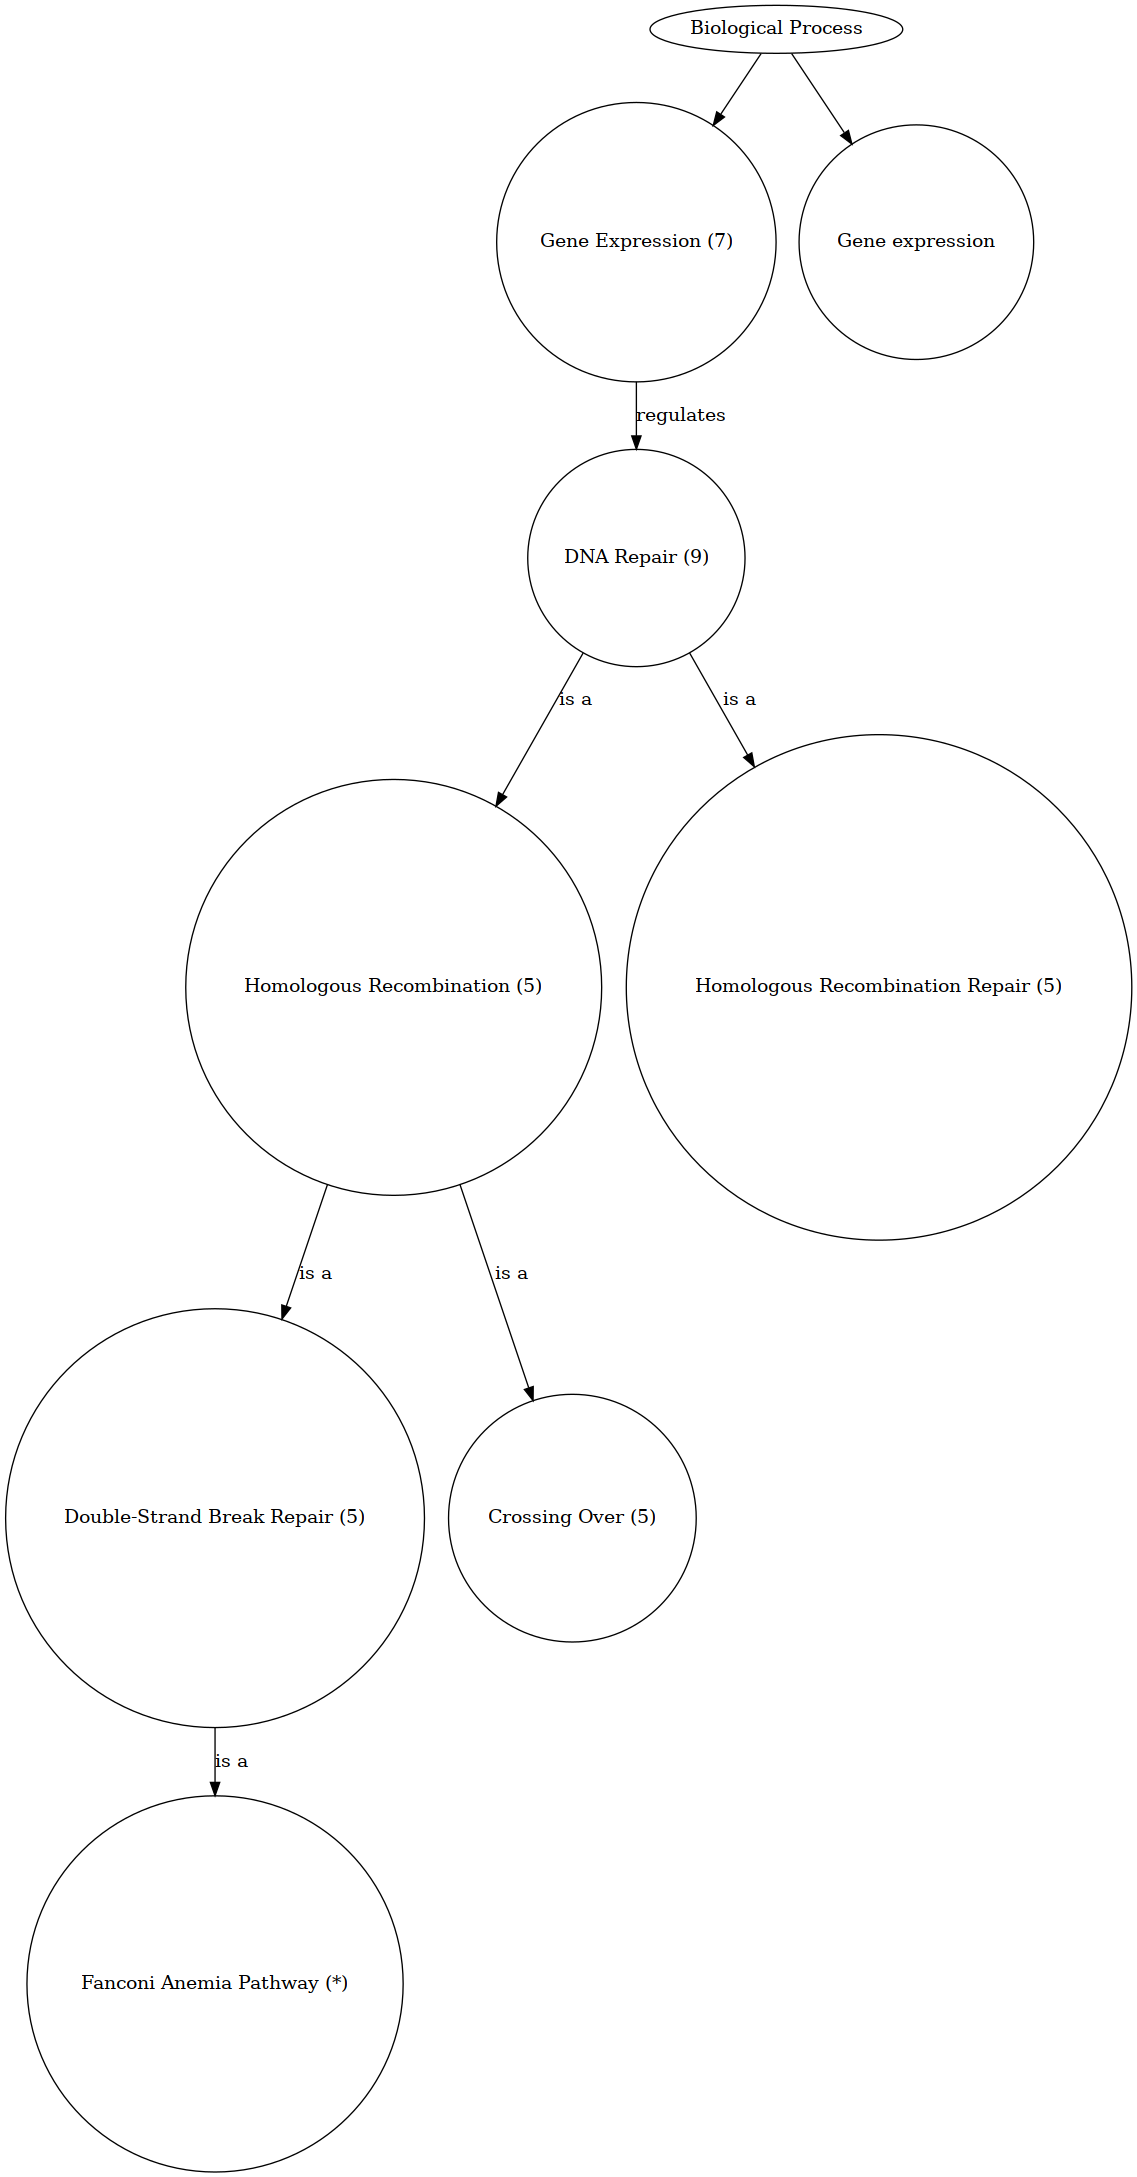 Biological Process
Gene Expression (7)
Gene expression
regulates
DNA Repair (9)
is a
is a
Homologous Recombination (5)
Homologous Recombination Repair (5)
is a
is a
Double-Strand Break Repair (5)
Crossing Over (5)
is a
Fanconi Anemia Pathway (*)